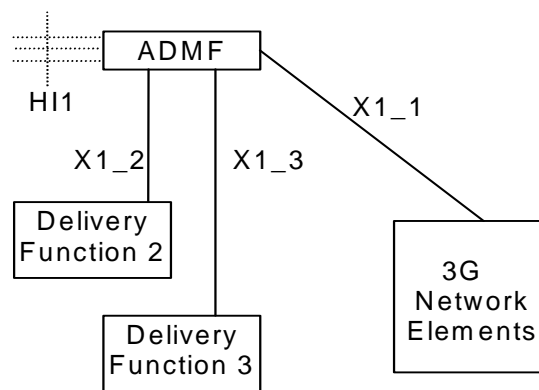 ADMF
HI1
X1_1
X1_2
X1_3
Delivery
Function 2
3G
Network
Elements
Delivery
Function 3